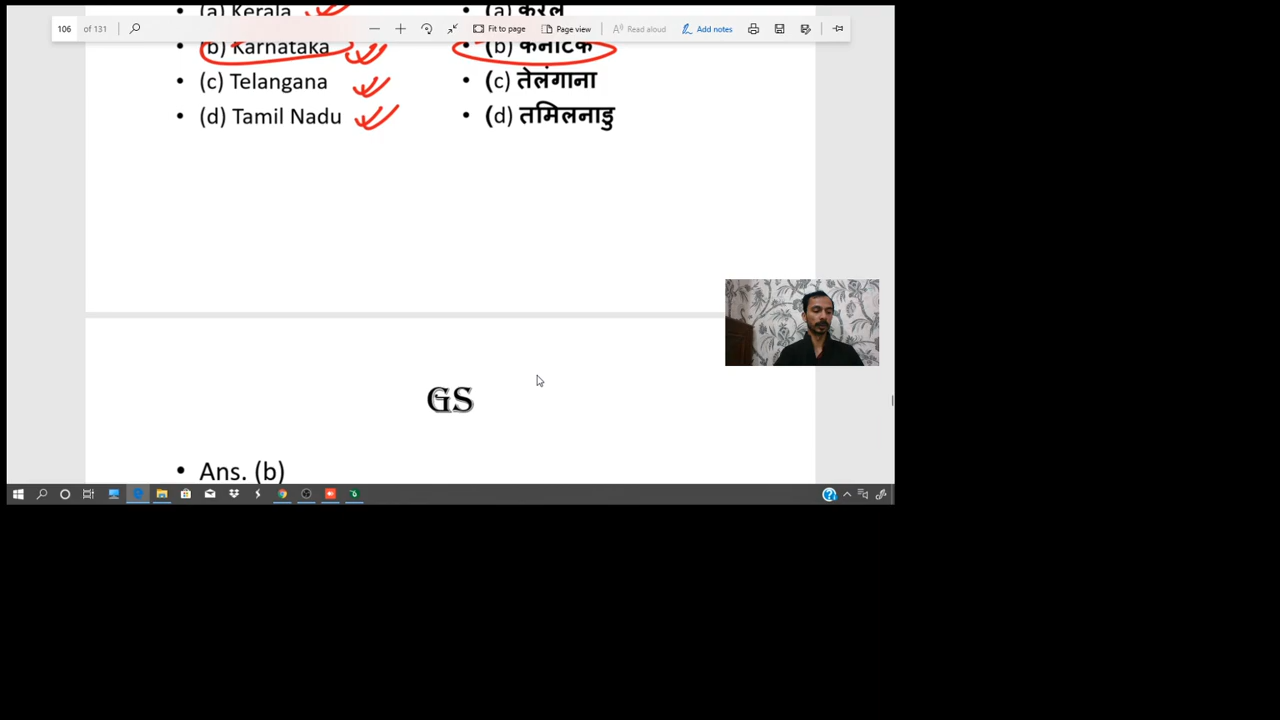 (a) Kerala
(a) केरल
106 of 131
Fit to page
Page view
Read aloud
Add notes
(b) Karnataka
(b) कर्नाटक
(c) Telangana
(c) तेलंगाना
(d) Tamil Nadu
(d) तमिलनाडु
GS
Ans. (b)